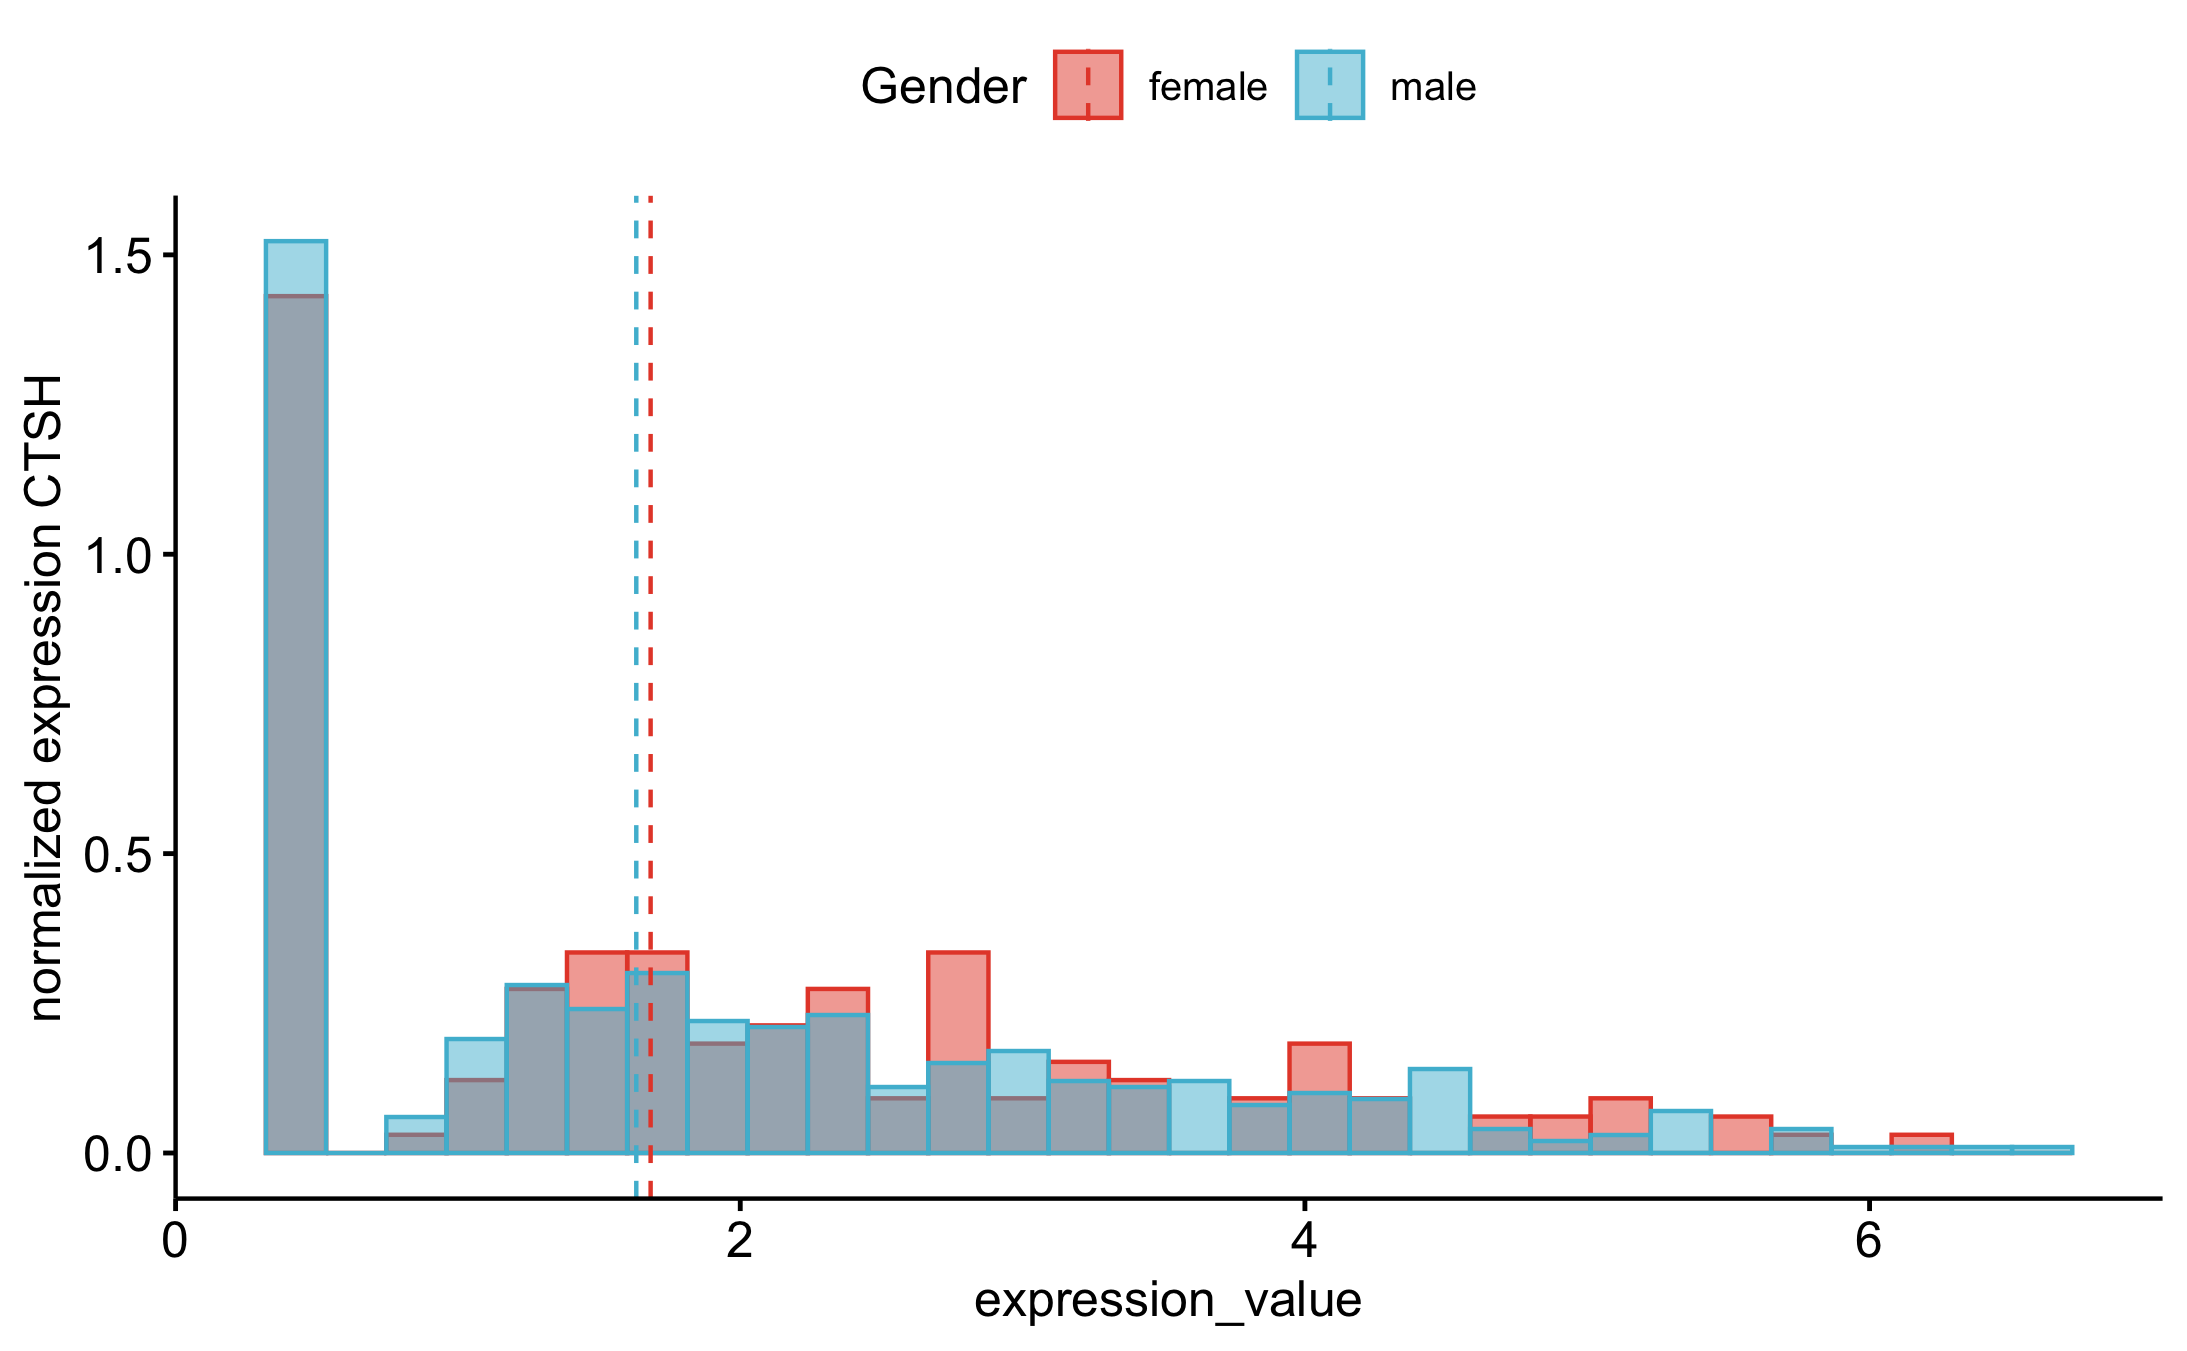 Gender female male
normalized expression CTSH
1.5
1.0
0.5
0.0
0 2 4 6
expression_value